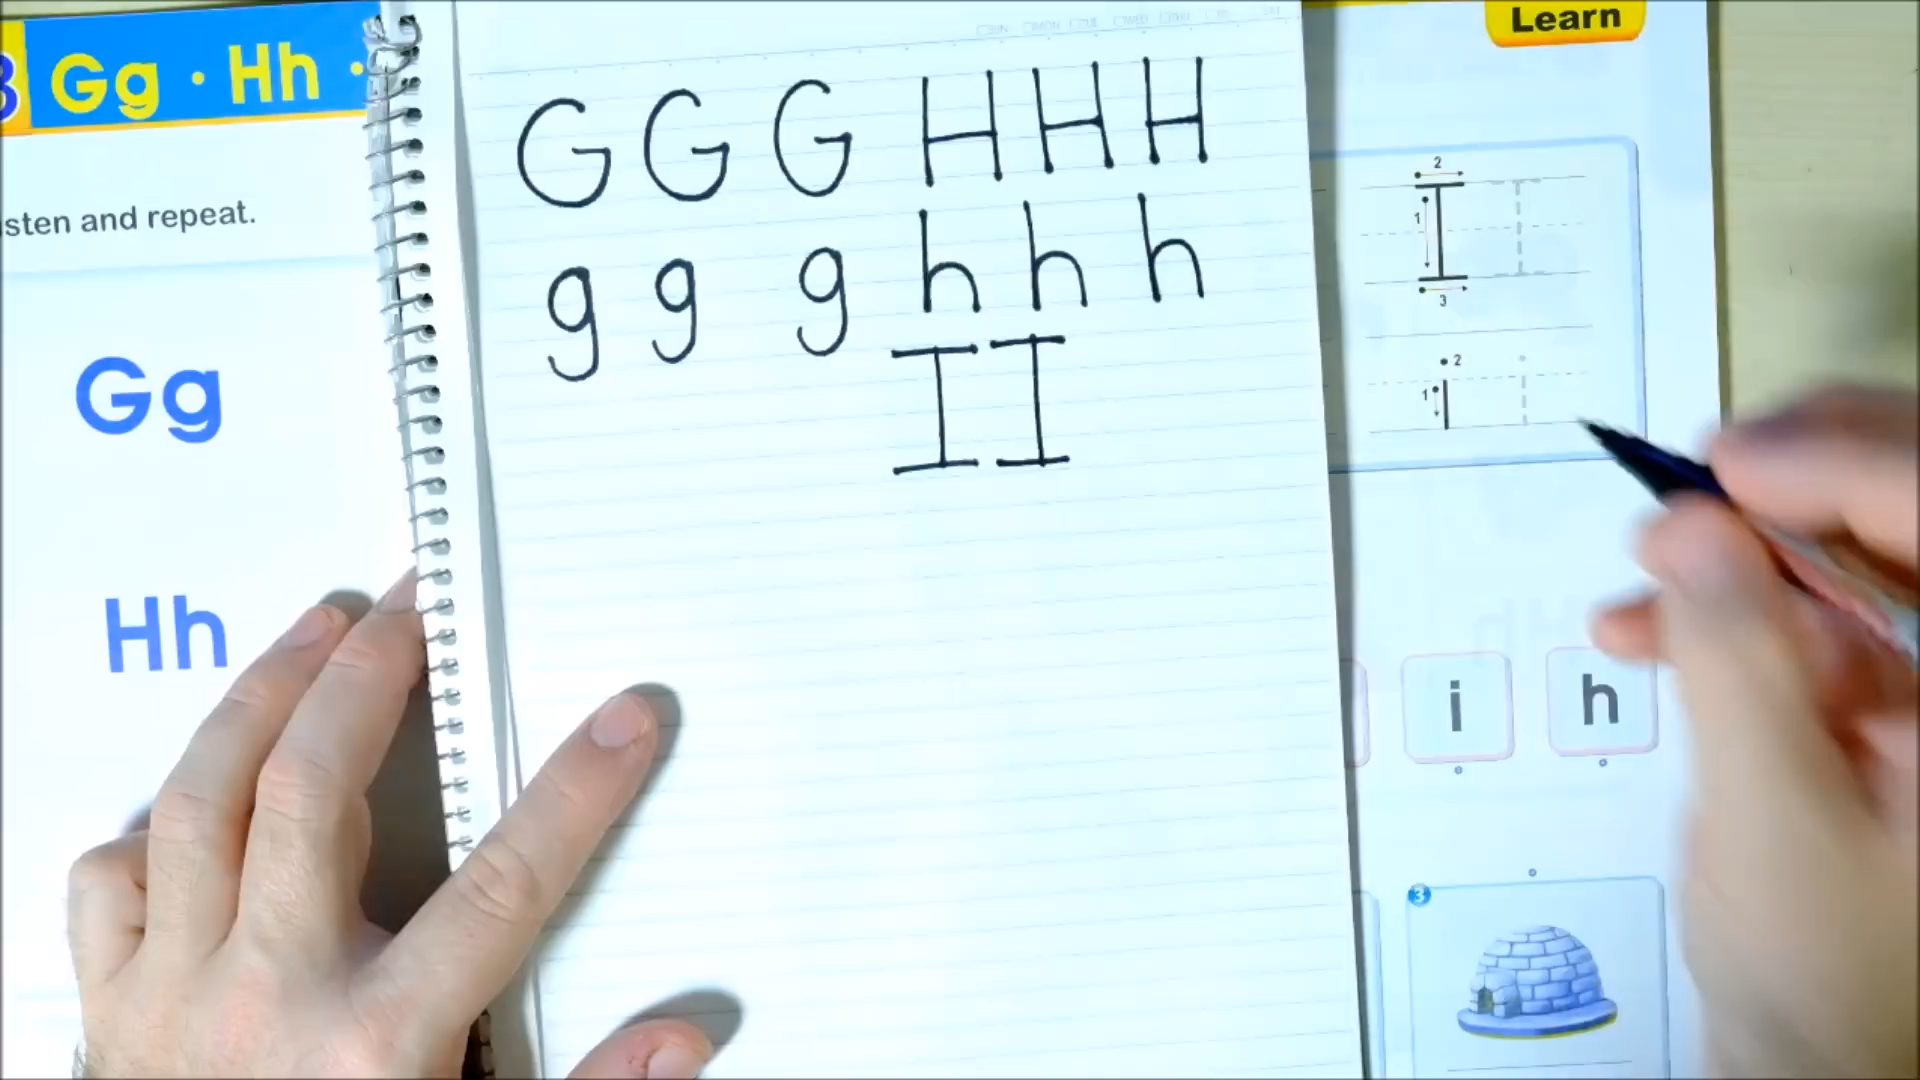 Gg · Hh ·
Learn
sten and repeat.
Gg
Hh
G G G H H H
g g g h h h
I I
2
1
3
2
1
i h
3